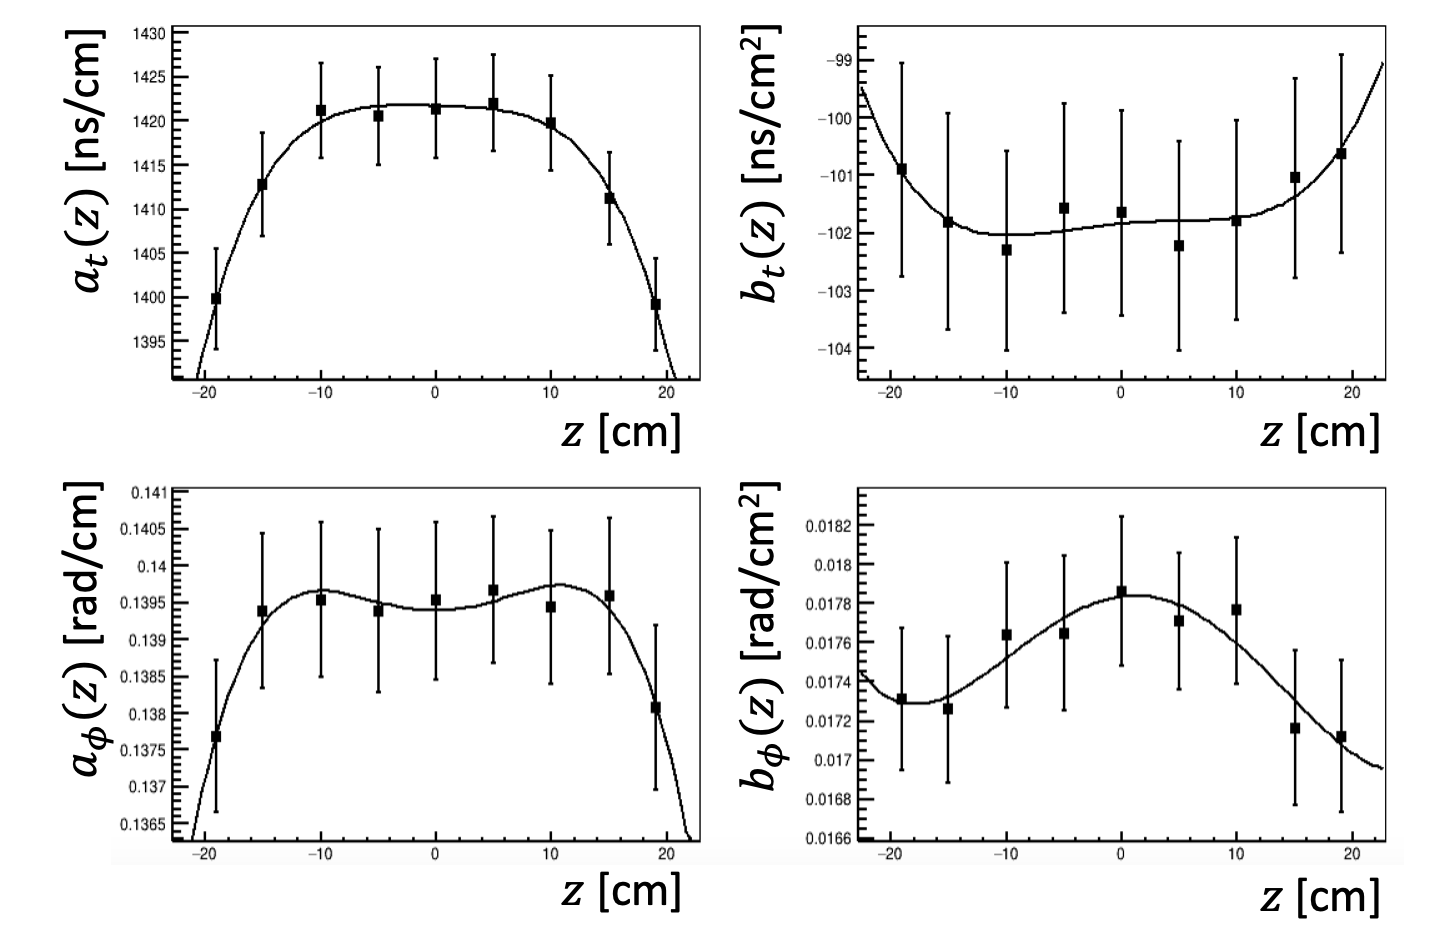 a_t(z) [ns/cm]
1430
1425
1420
1415
1410
1405
1400
1395
−20 −10 0 10 20
z [cm]
b_t(z) [ns/cm²]
−99
−100
−101
−102
−103
−104
−20 −10 0 10 20
z [cm]
a_ϕ(z) [rad/cm]
0.141
0.1405
0.14
0.1395
0.139
0.1385
0.138
0.1375
0.137
0.1365
−20 −10 0 10 20
z [cm]
b_ϕ(z) [rad/cm²]
0.0182
0.018
0.0178
0.0176
0.0174
0.0172
0.017
0.0168
0.0166
−20 −10 0 10 20
z [cm]